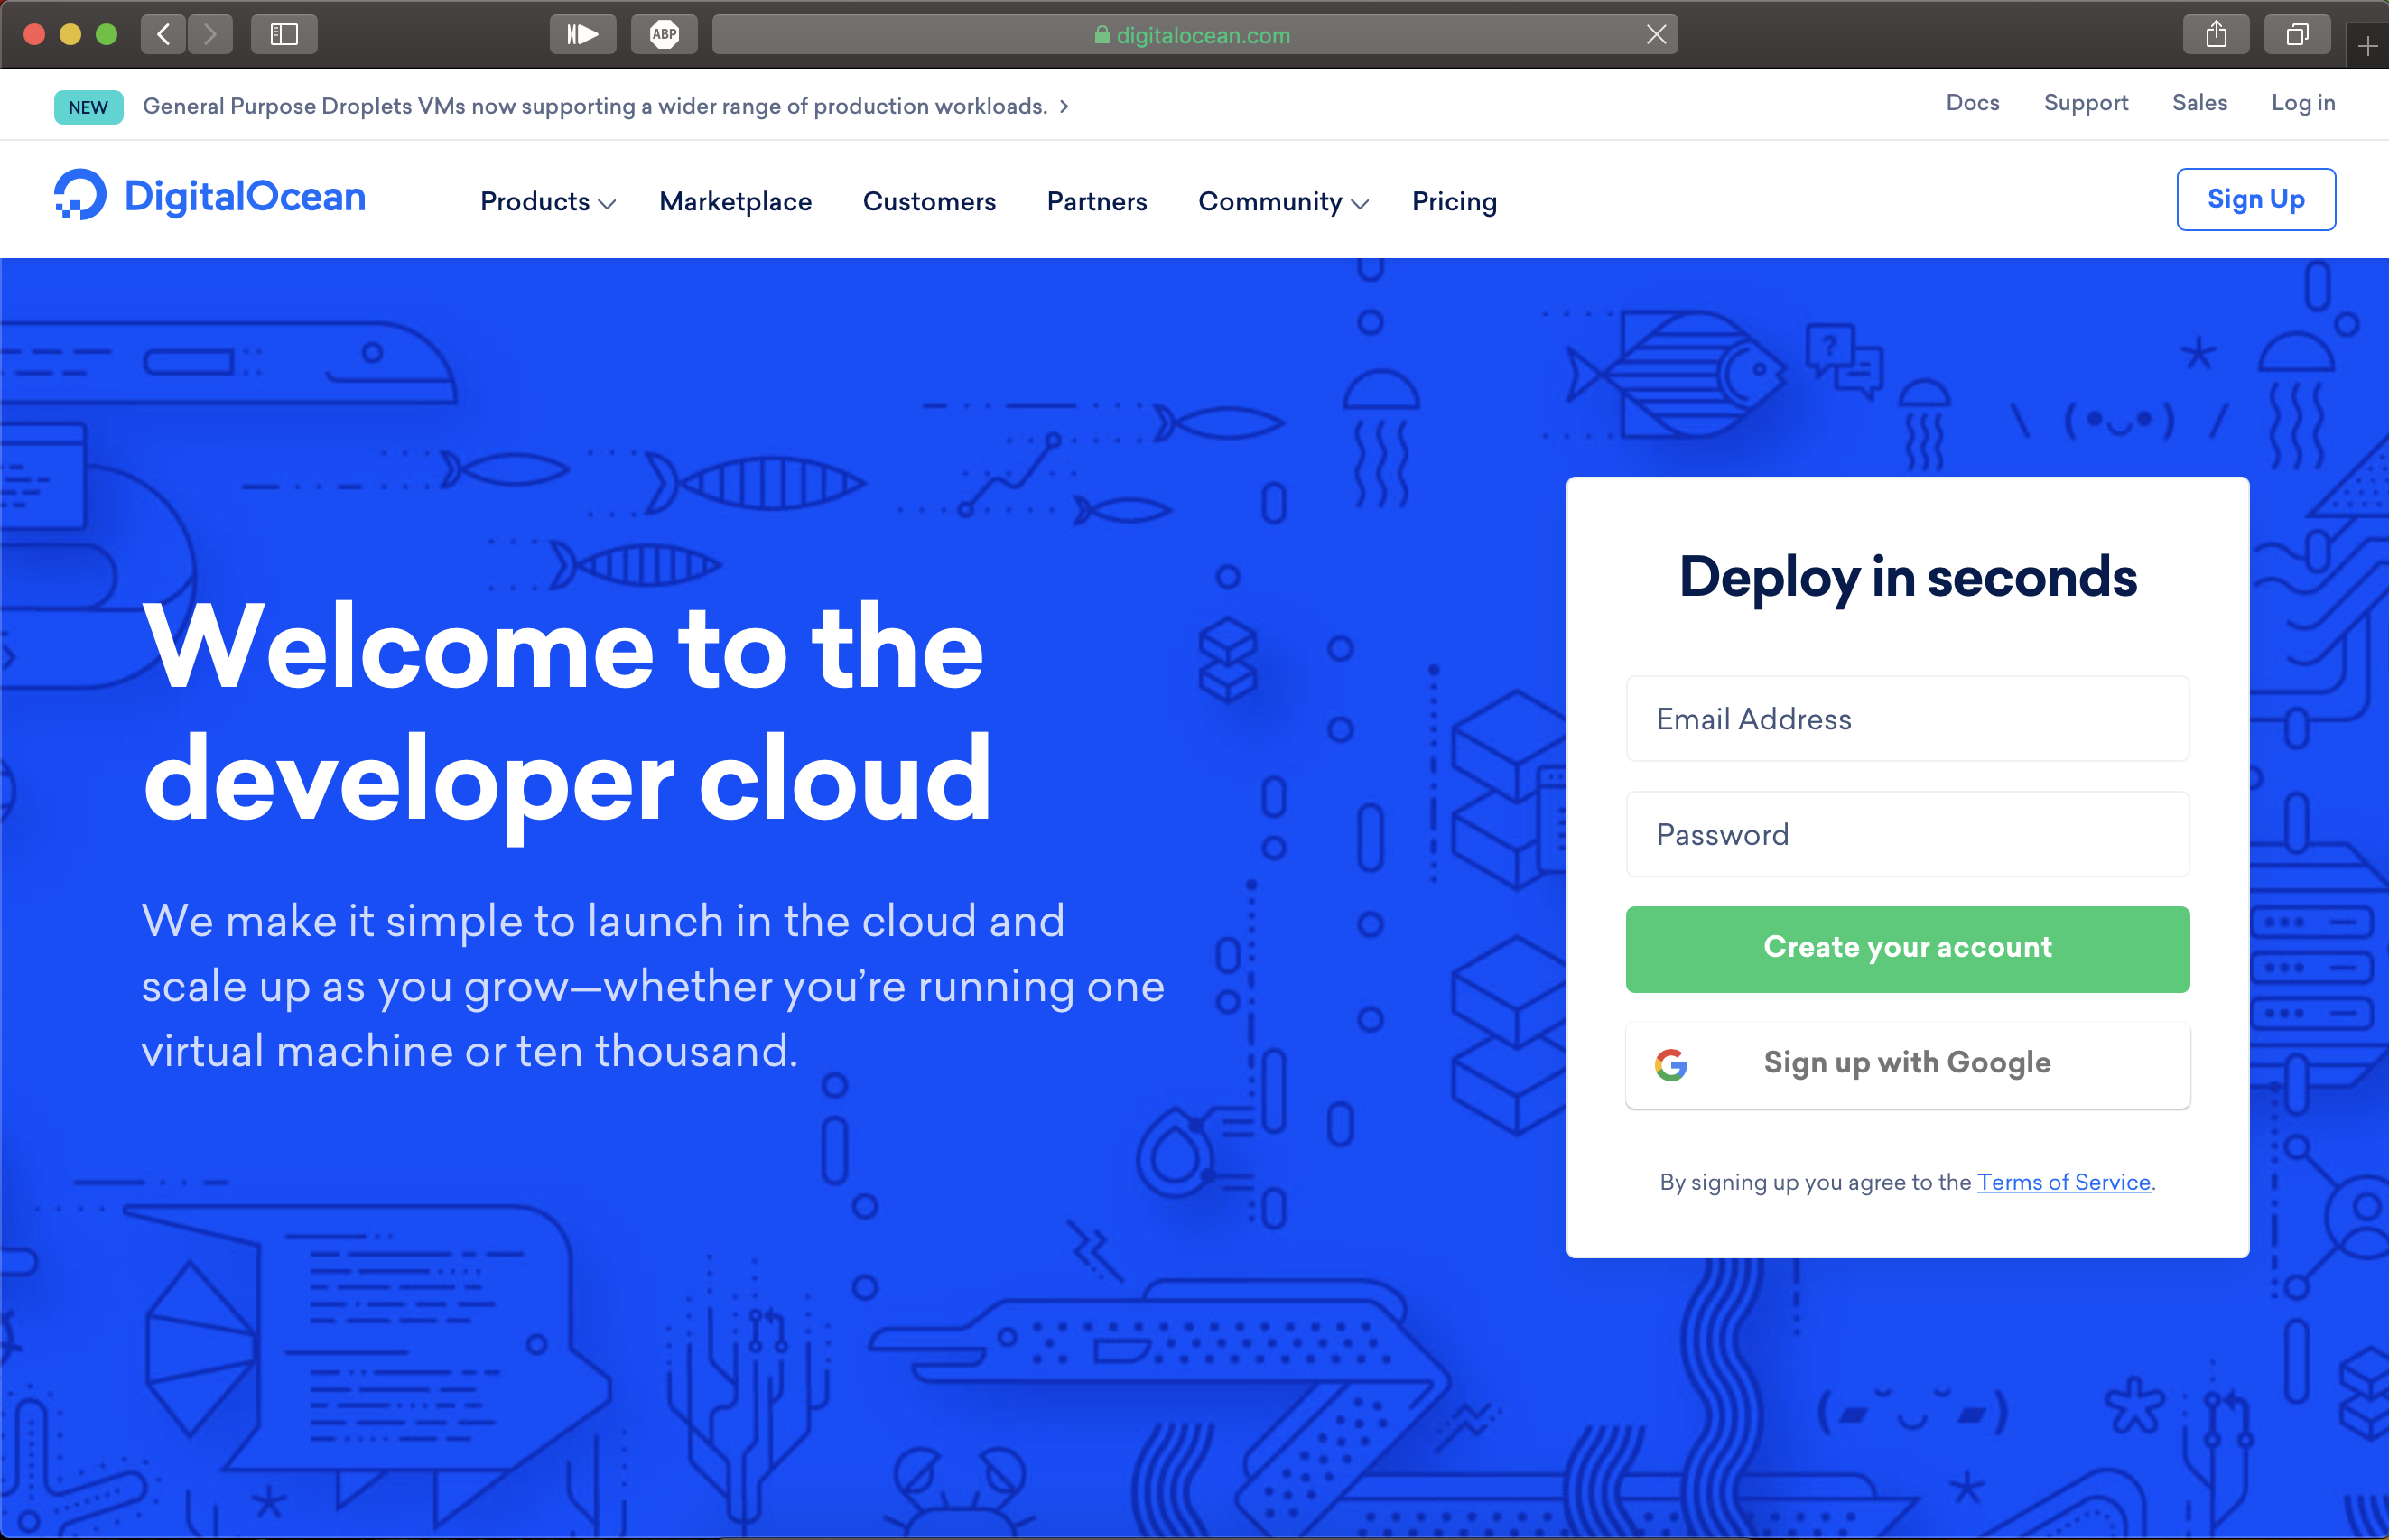 ABP
digitalocean.com
NEW General Purpose Droplets VMs now supporting a wider range of production workloads.
Docs Support Sales Log in
DigitalOcean
Products Marketplace Customers Partners Community Pricing
Sign Up
Welcome to the
developer cloud
We make it simple to launch in the cloud and
scale up as you grow—whether you’re running one
virtual machine or ten thousand.
Deploy in seconds
Email Address
Password
Create your account
Sign up with Google
By signing up you agree to the Terms of Service.